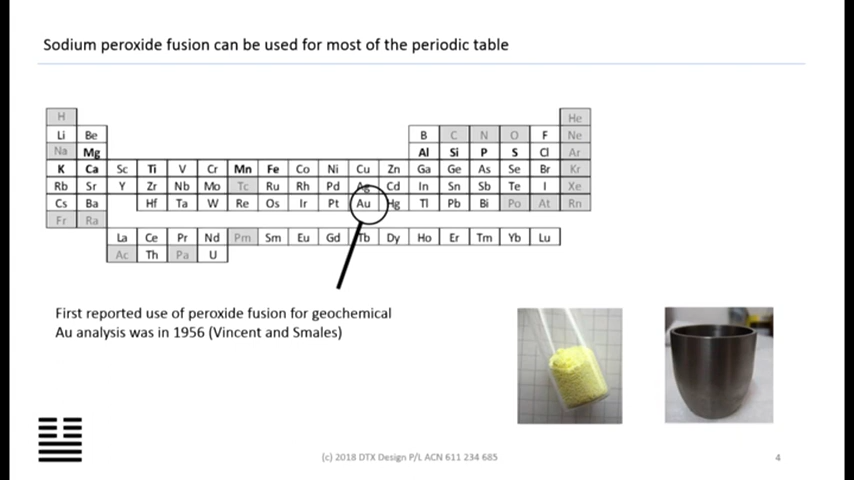 Sodium peroxide fusion can be used for most of the periodic table
H He
Li Be B C N O F Ne
Na Mg Al Si P S Cl Ar
K Ca Sc Ti V Cr Mn Fe Co Ni Cu Zn Ga Ge As Se Br Kr
Rb Sr Y Zr Nb Mo Tc Ru Rh Pd Ag Cd In Sn Sb Te I Xe
Cs Ba Hf Ta W Re Os Ir Pt Au Hg Tl Pb Bi Po At Rn
Fr Ra
La Ce Pr Nd Pm Sm Eu Gd Tb Dy Ho Er Tm Yb Lu
Ac Th Pa U
First reported use of peroxide fusion for geochemical
Au analysis was in 1956 (Vincent and Smales)
(c) 2018 DTX Design P/L ACN 611 234 685
4